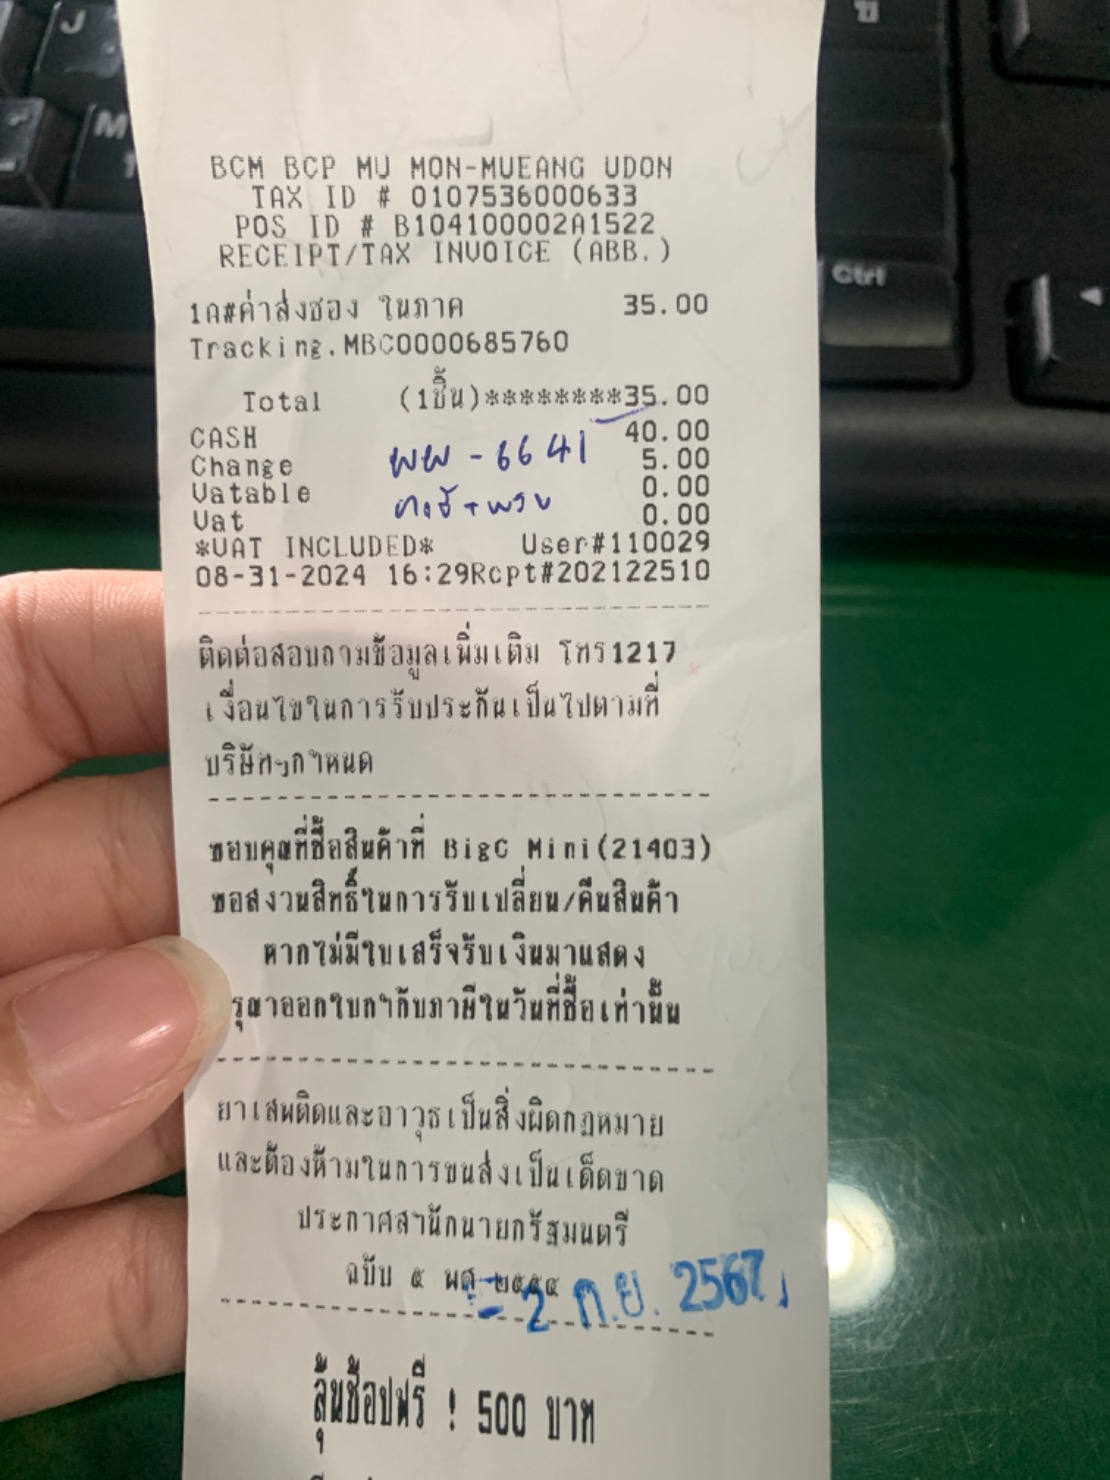 BCM BCP MU MON-MUEANG UDON
TAX ID # 0107536000633
POS ID # B104100002A1522
RECEIPT/TAX INVOICE (ABB.)
1A#ค่าส่งซอง ในภาค 35.00
Tracking.MBC0000685760
Total (1ชิ้น)********35.00
CASH 40.00
Change 5.00
Vatable 0.00
Vat 0.00
พพ - 6641
*VAT INCLUDED* User#110029
08-31-2024 16:29Rcpt#202122510
ติดต่อสอบถามข้อมูลเพิ่มเติม โทร1217
เงื่อนไขในการรับประกันเป็นไปตามที่
บริษัทฯกำหนด
ขอบคุณที่ซื้อสินค้าที่ BigC Mini(21403)
ขอสงวนสิทธิ์ในการรับเปลี่ยน/คืนสินค้า
หากไม่มีใบเสร็จรับเงินมาแสดง
รุณาออกใบกำกับภาษีในวันที่ซื้อเท่านั้น
ยาเสพติดและอาวุธเป็นสิ่งผิดกฎหมาย
และต้องห้ามในการขนส่งเป็นเด็ดขาด
ประกาศสำนักนายกรัฐมนตรี
ฉบับ ๕ พศ ๒๕๕๔
- 2 ก.ย. 2567
ลุ้นช้อปฟรี ! 500 บาท
J
M
Ctrl